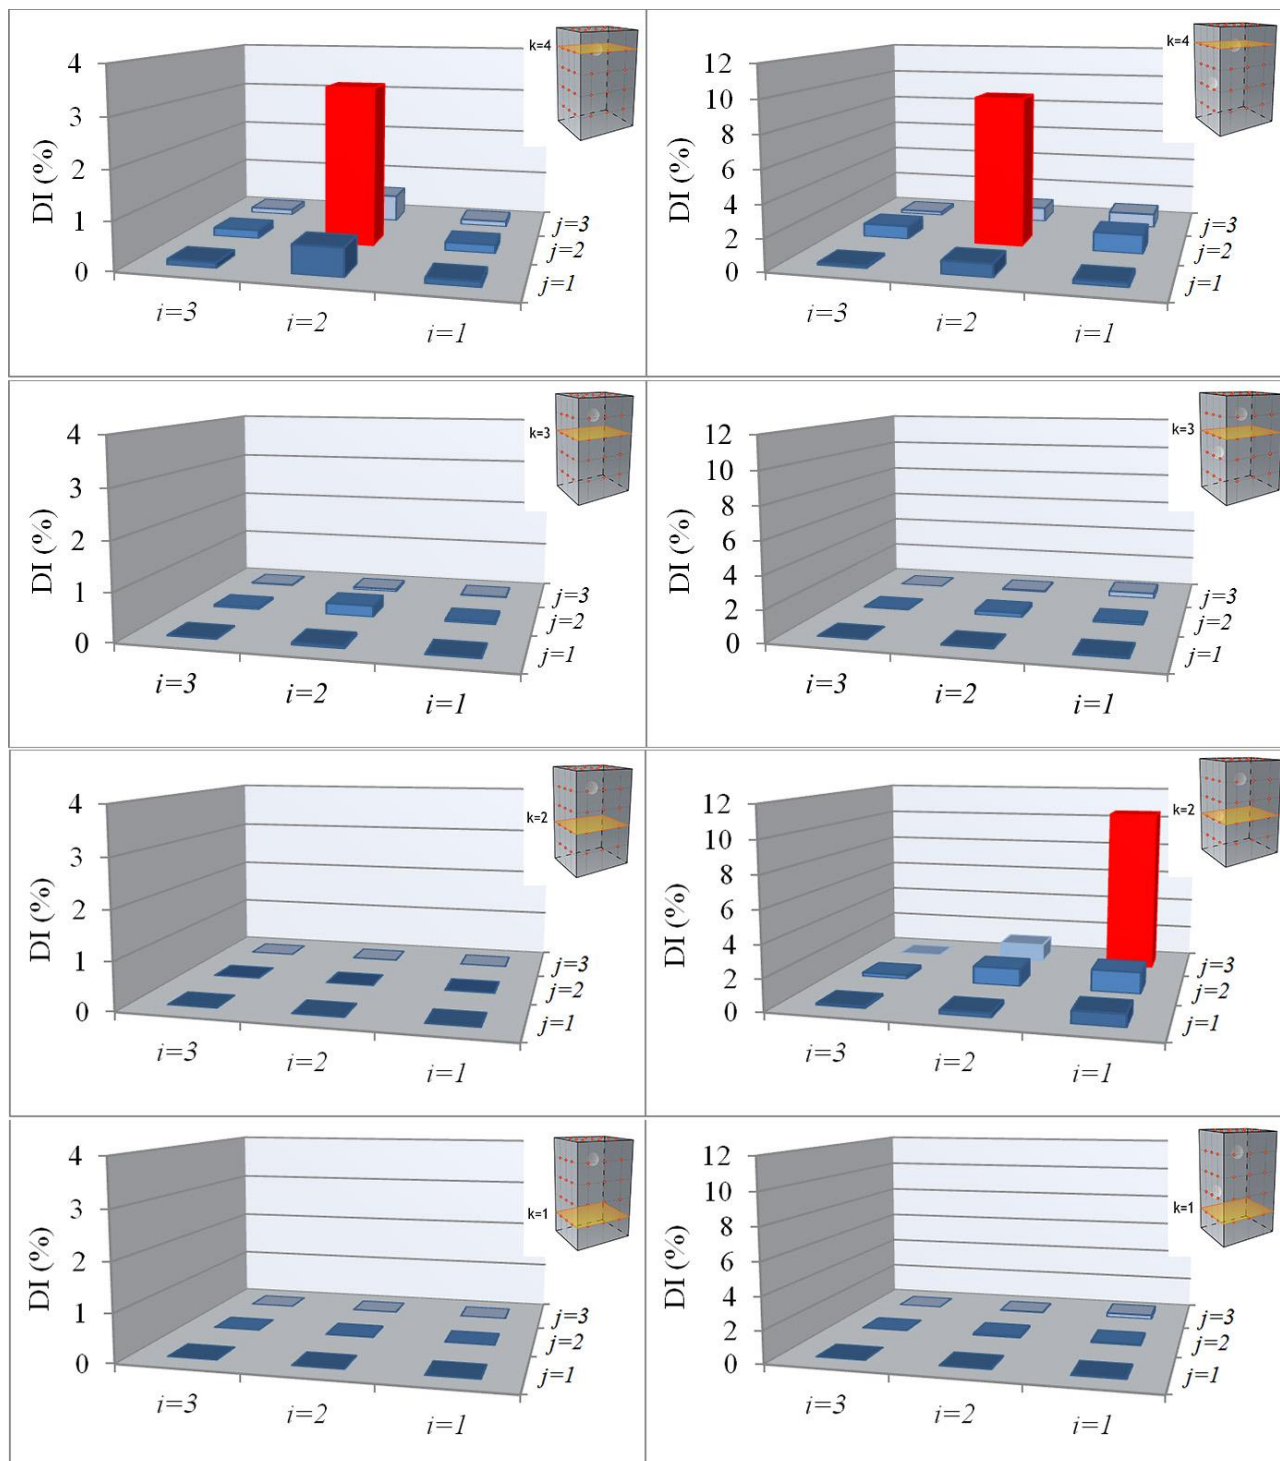 DI (%)
4
3
2
1
0
i=3
i=2
i=1
j=3
j=2
j=1
k=4
DI (%)
12
10
8
6
4
2
0
i=3
i=2
i=1
j=3
j=2
j=1
k=4
DI (%)
4
3
2
1
0
i=3
i=2
i=1
j=3
j=2
j=1
k=3
DI (%)
12
10
8
6
4
2
0
i=3
i=2
i=1
j=3
j=2
j=1
k=3
DI (%)
4
3
2
1
0
i=3
i=2
i=1
j=3
j=2
j=1
k=2
DI (%)
12
10
8
6
4
2
0
i=3
i=2
i=1
j=3
j=2
j=1
k=2
DI (%)
4
3
2
1
0
i=3
i=2
i=1
j=3
j=2
j=1
k=1
DI (%)
12
10
8
6
4
2
0
i=3
i=2
i=1
j=3
j=2
j=1
k=1